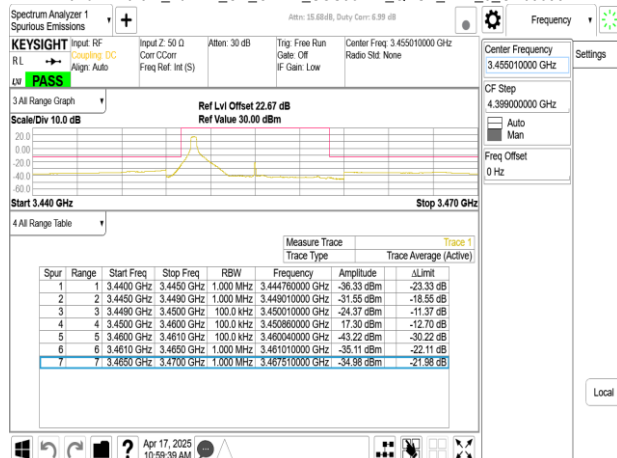 Spectrum Analyzer 1
Spurious Emissions
Attn: 15.68dB, Duty Corr: 6.99 dB
Frequency
KEYSIGHT
RL
Input: RF
Coupling: DC
Align: Auto
Input Z: 50 Ω
Corr CCorr
Freq Ref: Int (S)
Atten: 30 dB
Trig: Free Run
Gate: Off
IF Gain: Low
Center Freq: 3.455010000 GHz
Radio Std: None
LXI PASS
3 All Range Graph
Scale/Div 10.0 dB
Ref Lvl Offset 22.67 dB
Ref Value 30.00 dBm
20.0
0.00
-20.0
-40.0
-60.0
Start 3.440 GHz
Stop 3.470 GHz
4 All Range Table
Measure Trace Trace 1
Trace Type Trace Average (Active)
Spur Range Start Freq Stop Freq RBW Frequency Amplitude ΔLimit
1 1 3.4400 GHz 3.4450 GHz 1.000 MHz 3.444760000 GHz -36.33 dBm -23.33 dB
2 2 3.4450 GHz 3.4490 GHz 1.000 MHz 3.449010000 GHz -31.55 dBm -18.55 dB
3 3 3.4490 GHz 3.4500 GHz 100.0 kHz 3.450010000 GHz -24.37 dBm -11.37 dB
4 4 3.4500 GHz 3.4600 GHz 100.0 kHz 3.450860000 GHz 17.30 dBm -12.70 dB
5 5 3.4600 GHz 3.4610 GHz 100.0 kHz 3.460040000 GHz -43.22 dBm -30.22 dB
6 6 3.4610 GHz 3.4650 GHz 1.000 MHz 3.461010000 GHz -35.11 dBm -22.11 dB
7 7 3.4650 GHz 3.4700 GHz 1.000 MHz 3.467510000 GHz -34.98 dBm -21.98 dB
Center Frequency
3.455010000 GHz
Settings
CF Step
4.399000000 GHz
Auto
Man
Freq Offset
0 Hz
Local
?
Apr 17, 2025
10:59:39 AM